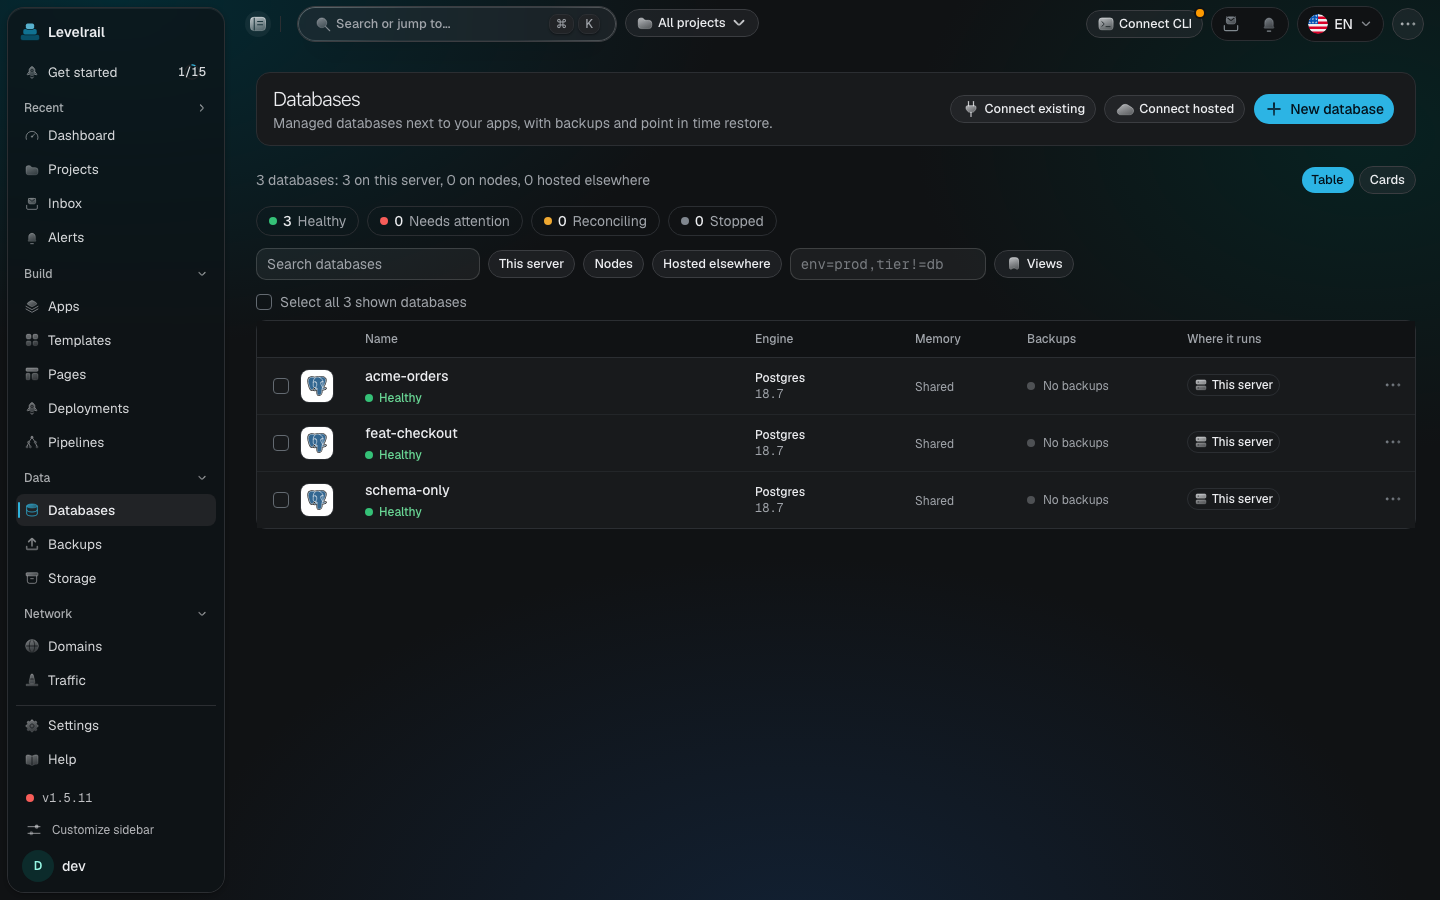 Levelrail
Get started 1/15
Recent
Dashboard
Projects
Inbox
Alerts
Build
Apps
Templates
Pages
Deployments
Pipelines
Data
Databases
Backups
Storage
Network
Domains
Traffic
Settings
Help
v1.5.11
Customize sidebar
D dev
Search or jump to... ⌘ K All projects Connect CLI EN
Databases
Managed databases next to your apps, with backups and point in time restore.
Connect existing Connect hosted New database
3 databases: 3 on this server, 0 on nodes, 0 hosted elsewhere Table Cards
3 Healthy 0 Needs attention 0 Reconciling 0 Stopped
Search databases This server Nodes Hosted elsewhere env=prod,tier!=db Views
Select all 3 shown databases
Name Engine Memory Backups Where it runs
acme-orders Postgres Shared No backups This server
Healthy 18.7
feat-checkout Postgres Shared No backups This server
Healthy 18.7
schema-only Postgres Shared No backups This server
Healthy 18.7